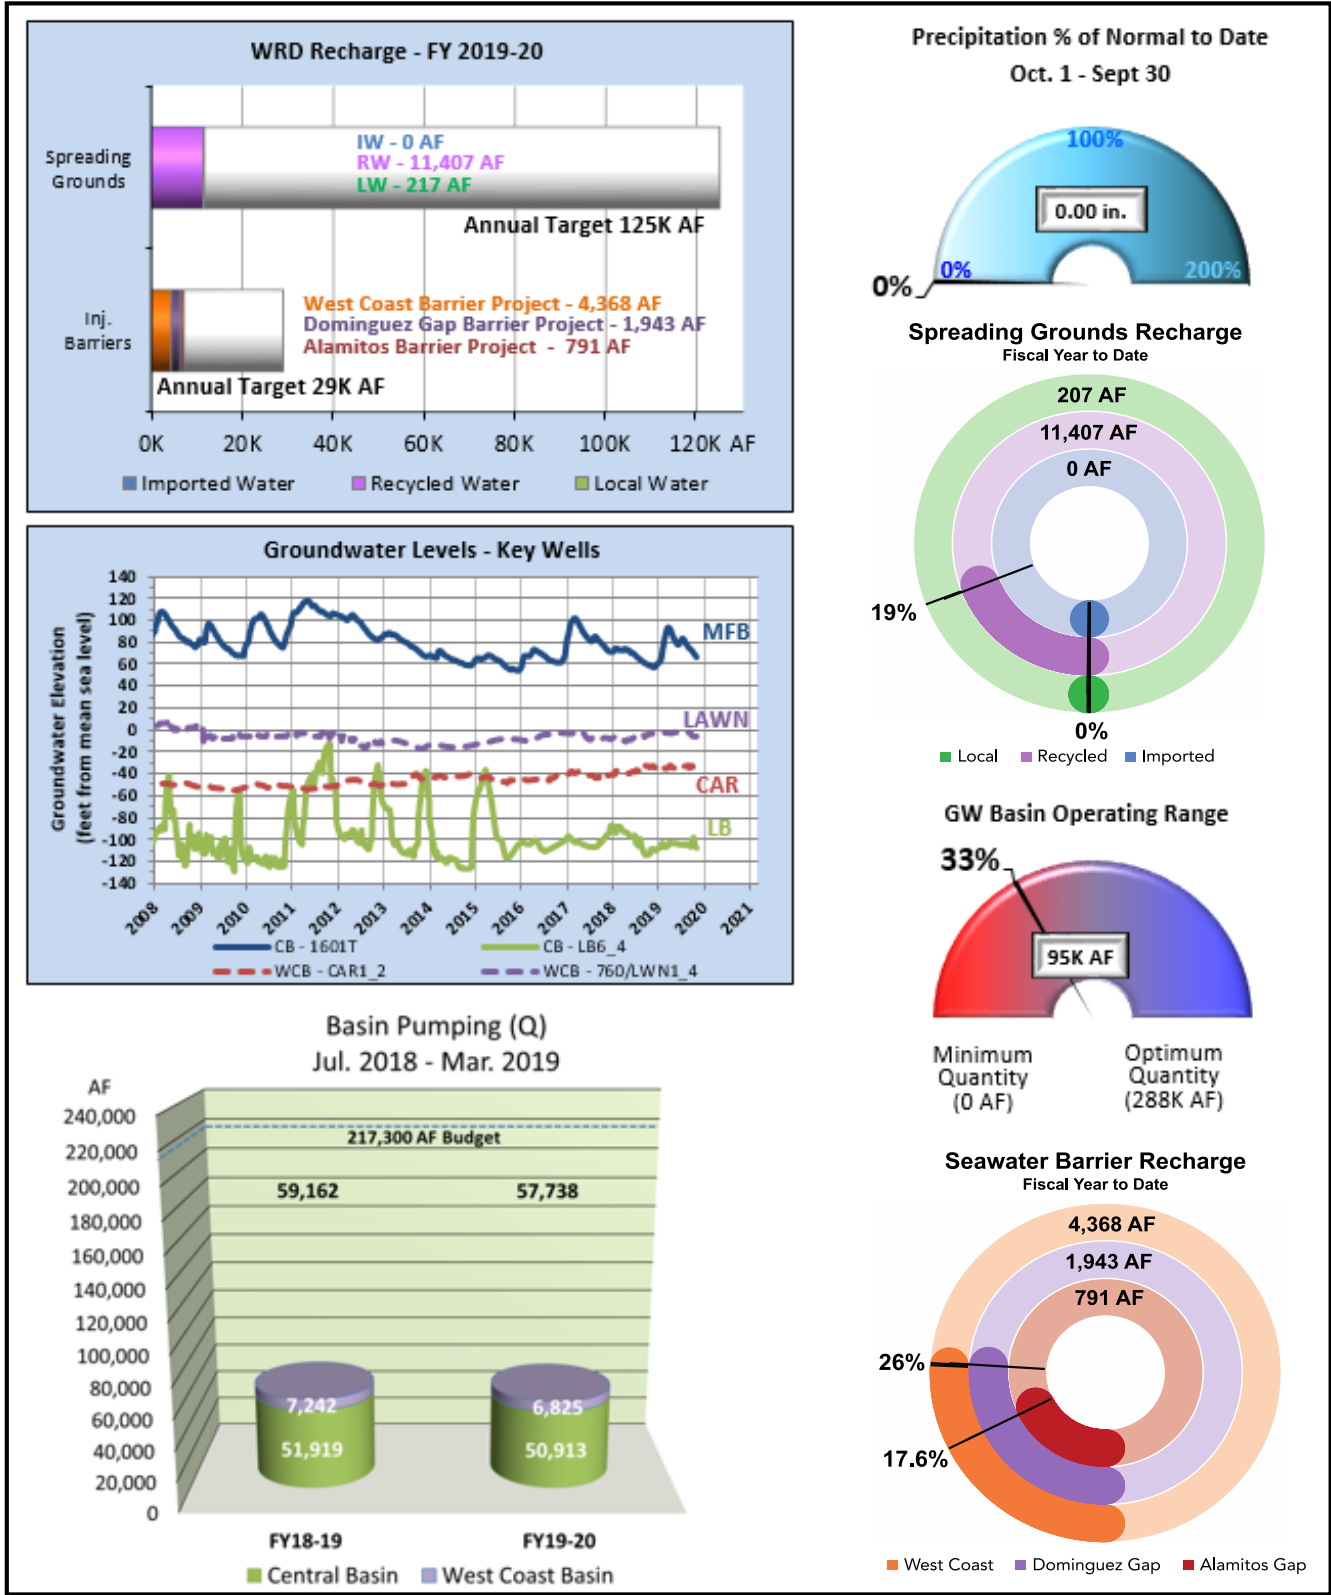 WRD Recharge - FY 2019-20
Spreading
Grounds
IW - 0 AF
RW - 11,407 AF
LW - 217 AF
Annual Target 125K AF
Inj.
Barriers
West Coast Barrier Project - 4,368 AF
Dominguez Gap Barrier Project - 1,943 AF
Alamitos Barrier Project - 791 AF
Annual Target 29K AF
0K 20K 40K 60K 80K 100K 120K AF
Imported Water Recycled Water Local Water
Groundwater Levels - Key Wells
Groundwater Elevation
(feet from mean sea level)
140
120
100
80
60
40
20
0
-20
-40
-60
-80
-100
-120
-140
MFB
LAWN
CAR
LB
2008 2009 2010 2011 2012 2013 2014 2015 2016 2017 2018 2019 2020 2021
CB - 1601T CB - LB6_4
WCB - CAR1_2 WCB - 760/LWN1_4
Basin Pumping (Q)
Jul. 2018 - Mar. 2019
AF
240,000
220,000
200,000
180,000
160,000
140,000
120,000
100,000
80,000
60,000
40,000
20,000
0
217,300 AF Budget
59,162 57,738
7,242 6,825
51,919 50,913
FY18-19 FY19-20
Central Basin West Coast Basin
Precipitation % of Normal to Date
Oct. 1 - Sept 30
100%
0.00 in.
0% 200%
0%
Spreading Grounds Recharge
Fiscal Year to Date
207 AF
11,407 AF
0 AF
19%
0%
Local Recycled Imported
GW Basin Operating Range
33%
95K AF
Minimum
Quantity
(0 AF)
Optimum
Quantity
(288K AF)
Seawater Barrier Recharge
Fiscal Year to Date
4,368 AF
1,943 AF
791 AF
26%
17.6%
West Coast Dominguez Gap Alamitos Gap